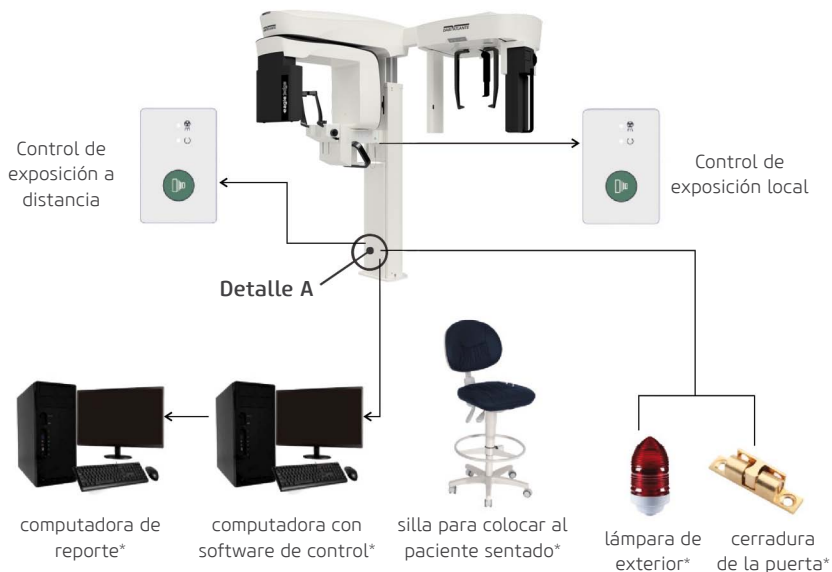 Control de
exposición a
distancia
Control de
exposición local
Detalle A
computadora de
reporte*
computadora con
software de control*
silla para colocar al
paciente sentado*
lámpara de
exterior*
cerradura
de la puerta*